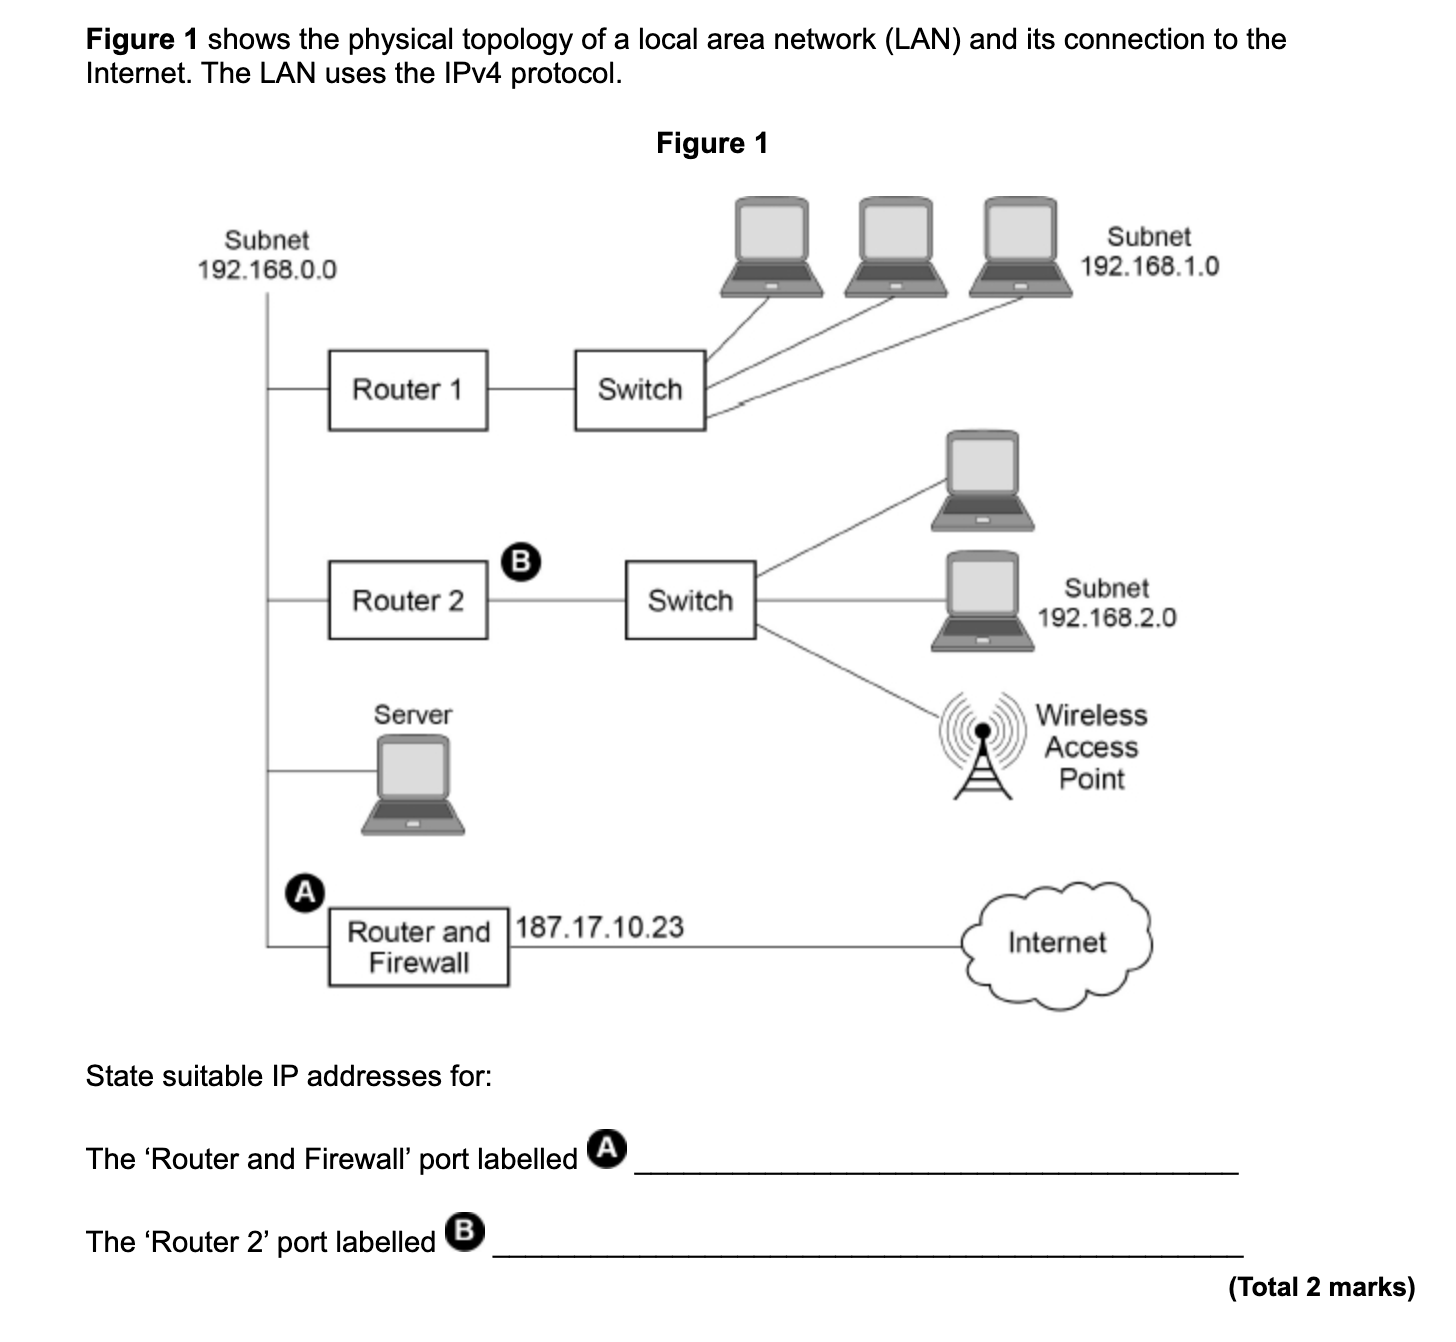 Figure 1 shows the physical topology of a local area network (LAN) and its connection to the
Internet. The LAN uses the IPv4 protocol.
Figure 1
Subnet
192.168.0.0
Subnet
192.168.1.0
Router 1
Switch
B
Router 2
Switch
Subnet
192.168.2.0
Server
Wireless
Access
Point
A
Router and
Firewall
187.17.10.23
Internet
State suitable IP addresses for:
The ‘Router and Firewall’ port labelled A
The ‘Router 2’ port labelled B
(Total 2 marks)